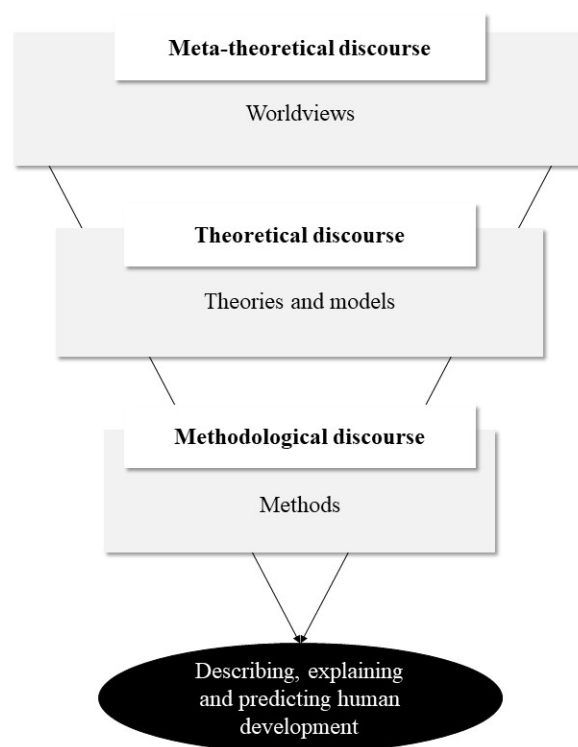 Meta-theoretical discourse
Worldviews
Theoretical discourse
Theories and models
Methodological discourse
Methods
Describing, explaining
and predicting human
development